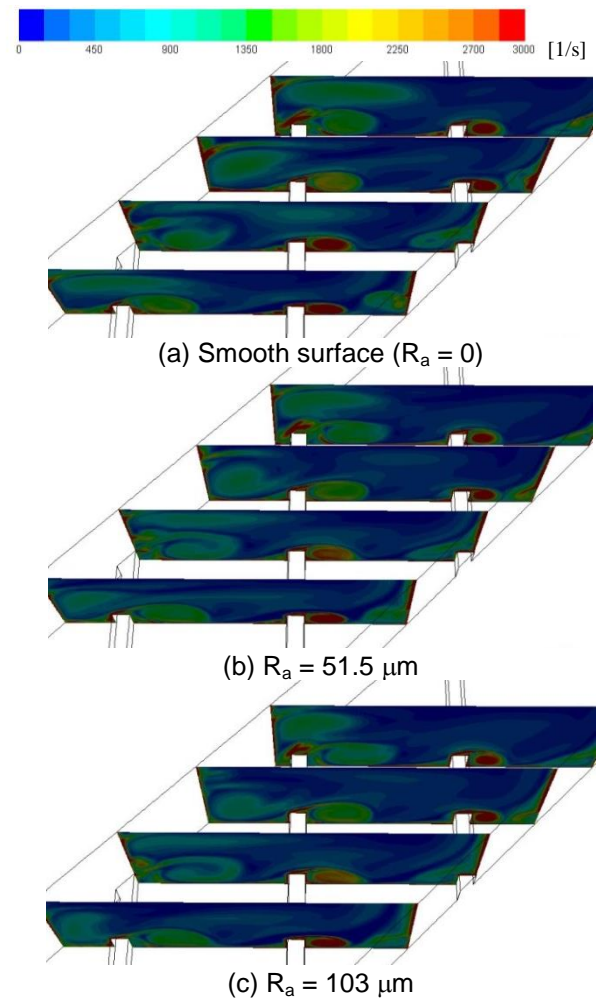 0 450 900 1350 1800 2250 2700 3000 [1/s]
(a) Smooth surface (Ra = 0)
(b) Ra = 51.5 μm
(c) Ra = 103 μm